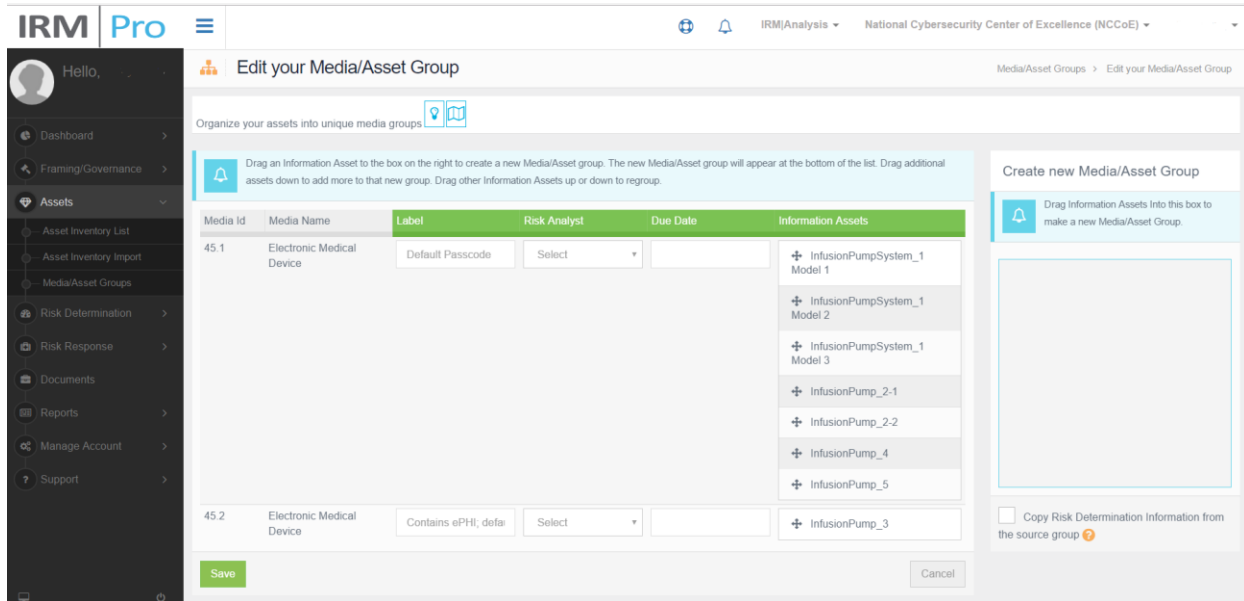 IRM|Pro
IRM|Analysis
National Cybersecurity Center of Excellence (NCCoE)
Hello,
Dashboard
Framing/Governance
Assets
Asset Inventory List
Asset Inventory Import
Media/Asset Groups
Risk Determination
Risk Response
Documents
Reports
Manage Account
? Support
Edit your Media/Asset Group
Media/Asset Groups > Edit your Media/Asset Group
Organize your assets into unique media groups
Drag an Information Asset to the box on the right to create a new Media/Asset group. The new Media/Asset group will appear at the bottom of the list. Drag additional
assets down to add more to that new group. Drag other Information Assets up or down to regroup.
Media Id Media Name Label Risk Analyst Due Date Information Assets
45.1 Electronic Medical
Device
Default Passcode
Select
InfusionPumpSystem_1
Model 1
InfusionPumpSystem_1
Model 2
InfusionPumpSystem_1
Model 3
InfusionPump_2-1
InfusionPump_2-2
InfusionPump_4
InfusionPump_5
45.2 Electronic Medical
Device
Contains ePHI; defau
Select
InfusionPump_3
Save
Cancel
Create new Media/Asset Group
Drag Information Assets Into this box to
make a new Media/Asset Group.
Copy Risk Determination Information from
the source group ?